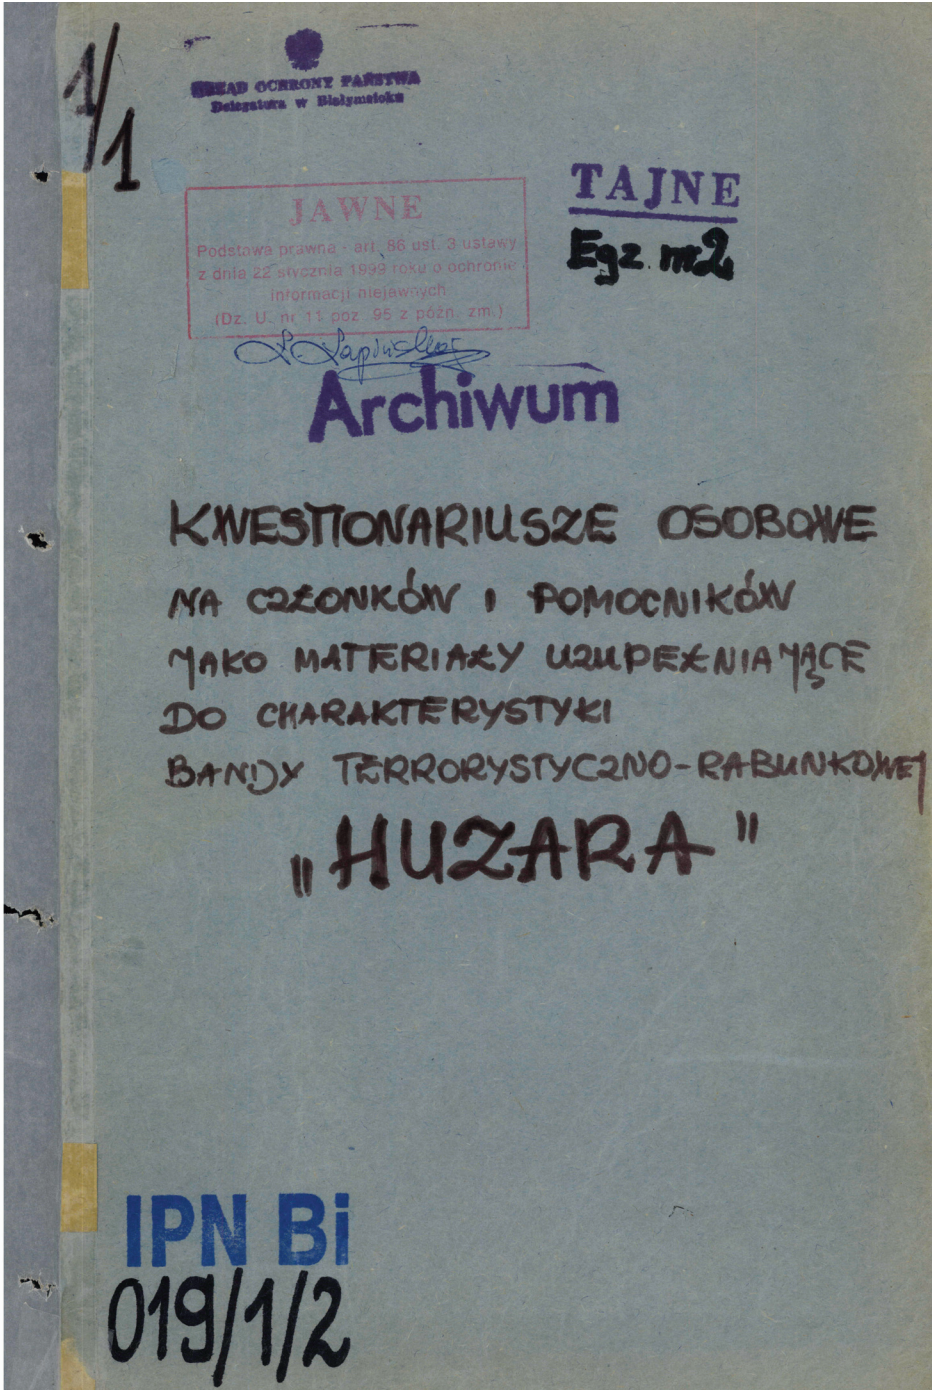 1/1
URZĄD OCHRONY PAŃSTWA
Delegatura w Białymstoku
JAWNE
Podstawa prawna - art. 86 ust. 3 ustawy
z dnia 22 stycznia 1999 roku o ochronie
informacji niejawnych
(Dz. U. nr 11 poz. 95 z późn. zm.)
TAJNE
Egz. nr 2
Archiwum
KWESTIONARIUSZE OSOBOWE
NA CZŁONKÓW I POMOCNIKÓW
JAKO MATERIAŁY UZUPEŁNIAJĄCE
DO CHARAKTERYSTYKI
BANDY TERRORYSTYCZNO-RABUNKOWEJ
„HUZARA"
IPN Bi
019/1/2